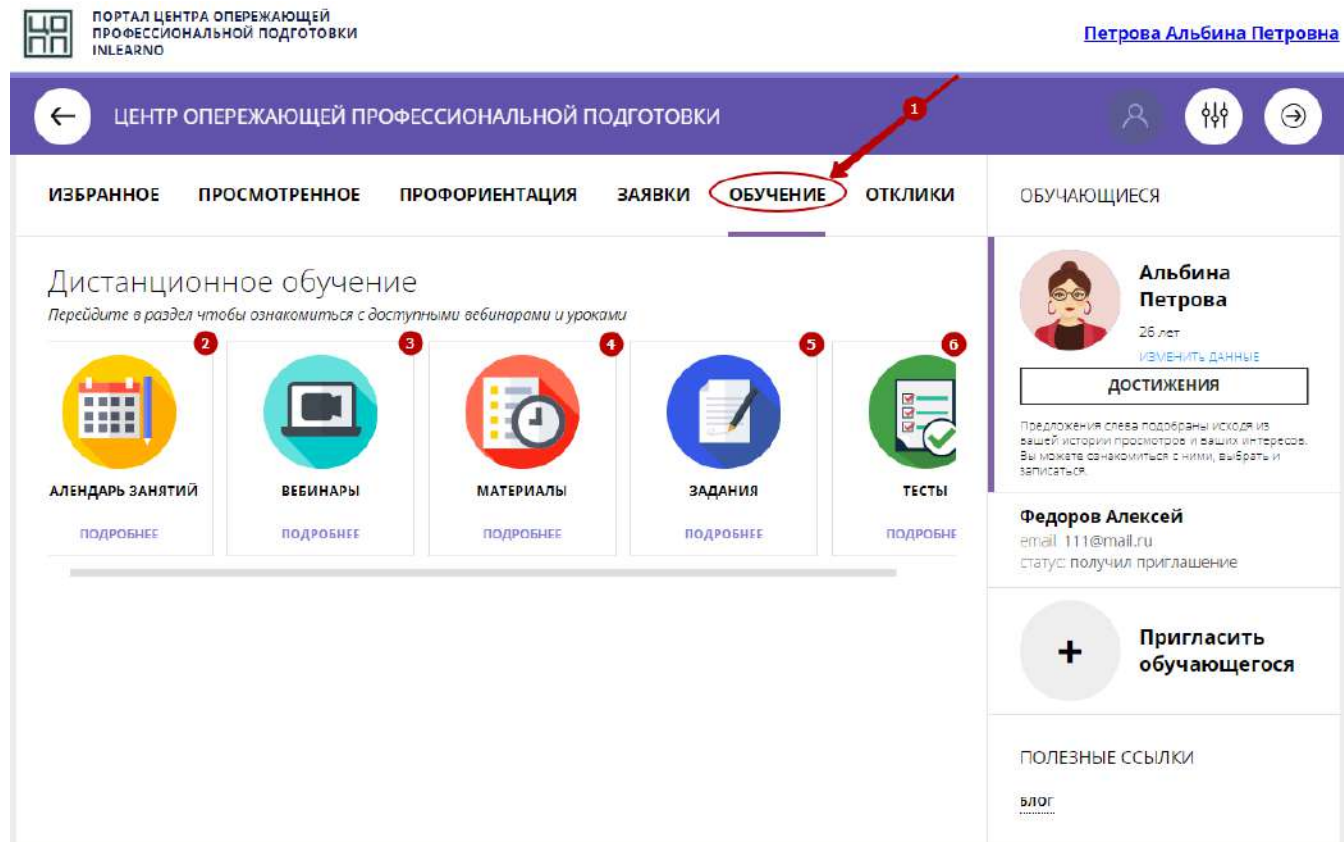 ПОРТАЛ ЦЕНТРА ОПЕРЕЖАЮЩЕЙ
ПРОФЕССИОНАЛЬНОЙ ПОДГОТОВКИ
INLEARNO
ЦОПП
Петрова Альбина Петровна
ЦЕНТР ОПЕРЕЖАЮЩЕЙ ПРОФЕССИОНАЛЬНОЙ ПОДГОТОВКИ
1
ИЗБРАННОЕ ПРОСМОТРЕННОЕ ПРОФОРИЕНТАЦИЯ ЗАЯВКИ ОБУЧЕНИЕ ОТКЛИКИ
Дистанционное обучение
Перейдите в раздел чтобы ознакомиться с доступными вебинарами и уроками
2 3 4 5 6
АЛЕНДАРЬ ЗАНЯТИЙ ВЕБИНАРЫ МАТЕРИАЛЫ ЗАДАНИЯ ТЕСТЫ
ПОДРОБНЕЕ ПОДРОБНЕЕ ПОДРОБНЕЕ ПОДРОБНЕЕ ПОДРОБНЕ
ОБУЧАЮЩИЕСЯ
Альбина
Петрова
26 лет
ИЗМЕНИТЬ ДАННЫЕ
ДОСТИЖЕНИЯ
Предложения слева подобраны исходя из
вашей истории просмотров и ваших интересов.
Вы можете ознакомиться с ними, выбрать и
записаться.
Федоров Алексей
email: 111@mail.ru
статус: получил приглашение
+
Пригласить
обучающегося
ПОЛЕЗНЫЕ ССЫЛКИ
БЛОГ